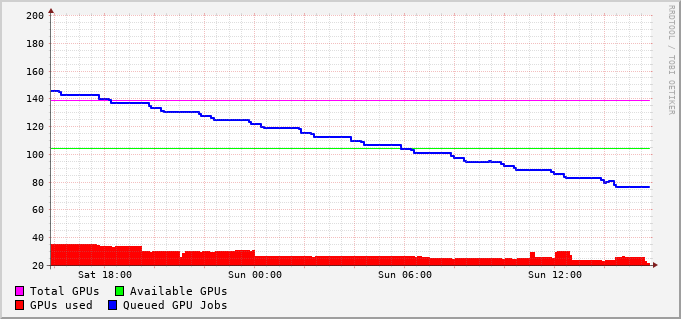 200
180
160
140
120
100
80
60
40
20
Sat 18:00 Sun 00:00 Sun 06:00 Sun 12:00
Total GPUs Available GPUs
GPUs used Queued GPU Jobs
RRDTOOL / TOBI OETIKER